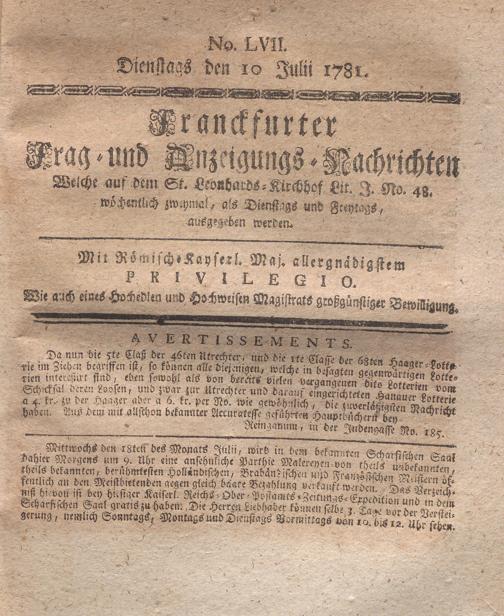 No. LVII.
Dienstags den 10 Julii 1781.
Franckfurter
Frag-und Anzeigungs-Nachrichten
Welche auf dem St. Leonhards-Kirchhof Lit. J. No. 48.
wöchentlich zweymal, als Dienstags und Freytags,
ausgegeben werden.
Mit Römisch-Kayserl. Maj. allergnädigstem
PRIVILEGIO.
Wie auch eines Hochedlen und Hochweisen Magistrats großgünstiger Bewilligung.
AVERTISSEMENTS.
Da nun die 5te Claß der 46ten Utrechter, und die 1te Classe der 68ten Haager-Lotte-
rie im Ziehen begriffen ist, so können alle diejenigen, welche in besagten gegenwärtigen Lotte-
rien interessirt sind, eben sowohl als von bereits vielen vergangenen dito Lotterien vom
Schicksal deren Loosen, und zwar zur Utrechter und darauf eingerichteten Hanauer Lotterie
a 4 kr. zu der Haager aber a 6. kr. per No. wie gewöhnlich, die zuverläßigsten Nachricht
haben. Aus dem mit allschon bekannter Accuratesse geführten Hauptbüchern bey
Reinganum, in der Judengasse No. 185.
Mittwochs den 18ten des Monats Julii, wird in dem bekannten Scharfischen Saal
dahier Morgens um 9. Uhr eine ansehnliche Parthie Malereyen von theils unbekannten,
theils bekannten, berühmtesten Holländischen, Brabändischen und Französischen Meistern öf-
fentlich an den Meistbietenden gegen gleich baare Bezahlung verkauft werden. Das Verzeich-
niß hievon ist bey hiesiger Kaiserl. Reichs-Ober-Postamts-Zeitungs-Expedition und in dem
Scharfischen Saal gratis zu haben. Die Herren Liebhaber können selbe 3. Tage vor der Verstei-
gerung, nemlich Sonntags, Montags und Dienstags Vormittags von 10. bis 12. Uhr sehen.